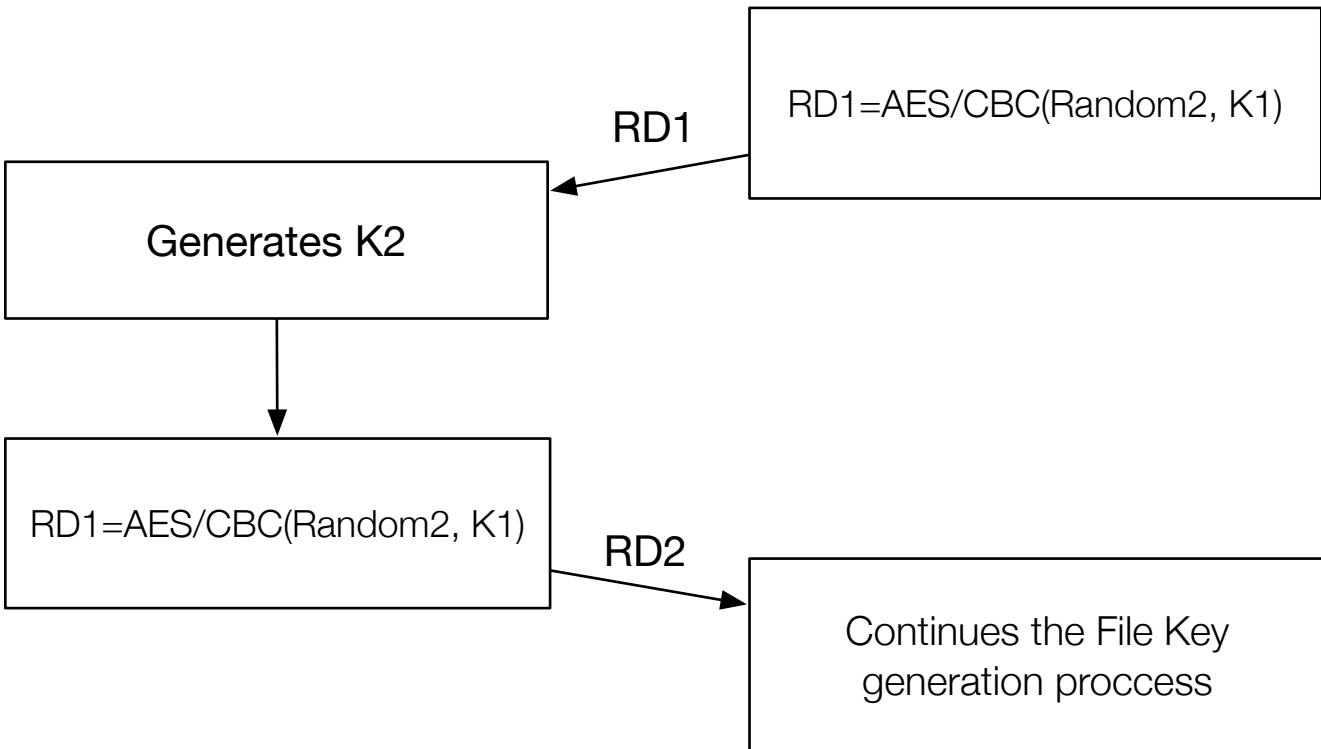 RD1=AES/CBC(Random2, K1)
RD1
Generates K2
RD1=AES/CBC(Random2, K1)
RD2
Continues the File Key
generation proccess